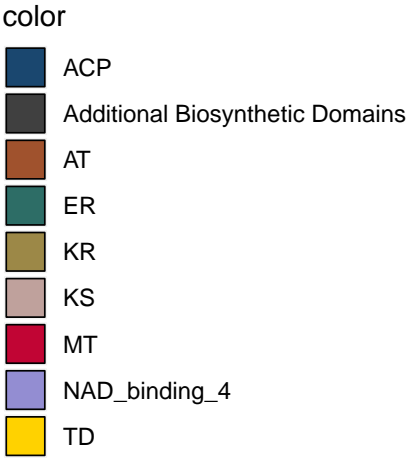 color
ACP
Additional Biosynthetic Domains
AT
ER
KR
KS
MT
NAD_binding_4
TD